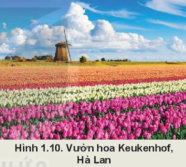 Hình 1.10. Vườn hoa Keukenhof,
Hà Lan